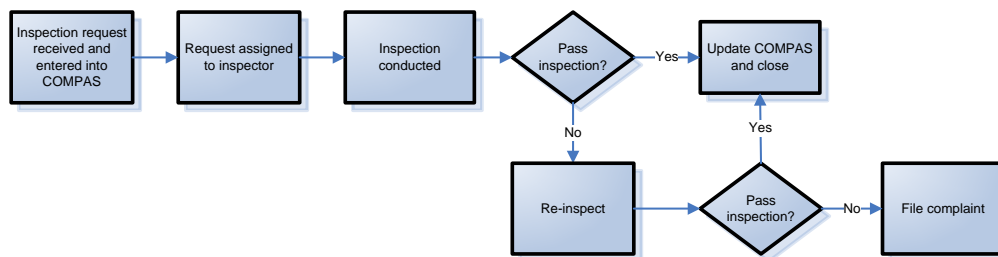 Inspection request
received and
entered into
COMPAS
Request assigned
to inspector
Inspection
conducted
Pass
inspection?
Yes
Update COMPAS
and close
No
Yes
Re-inspect
Pass
inspection?
No
File complaint